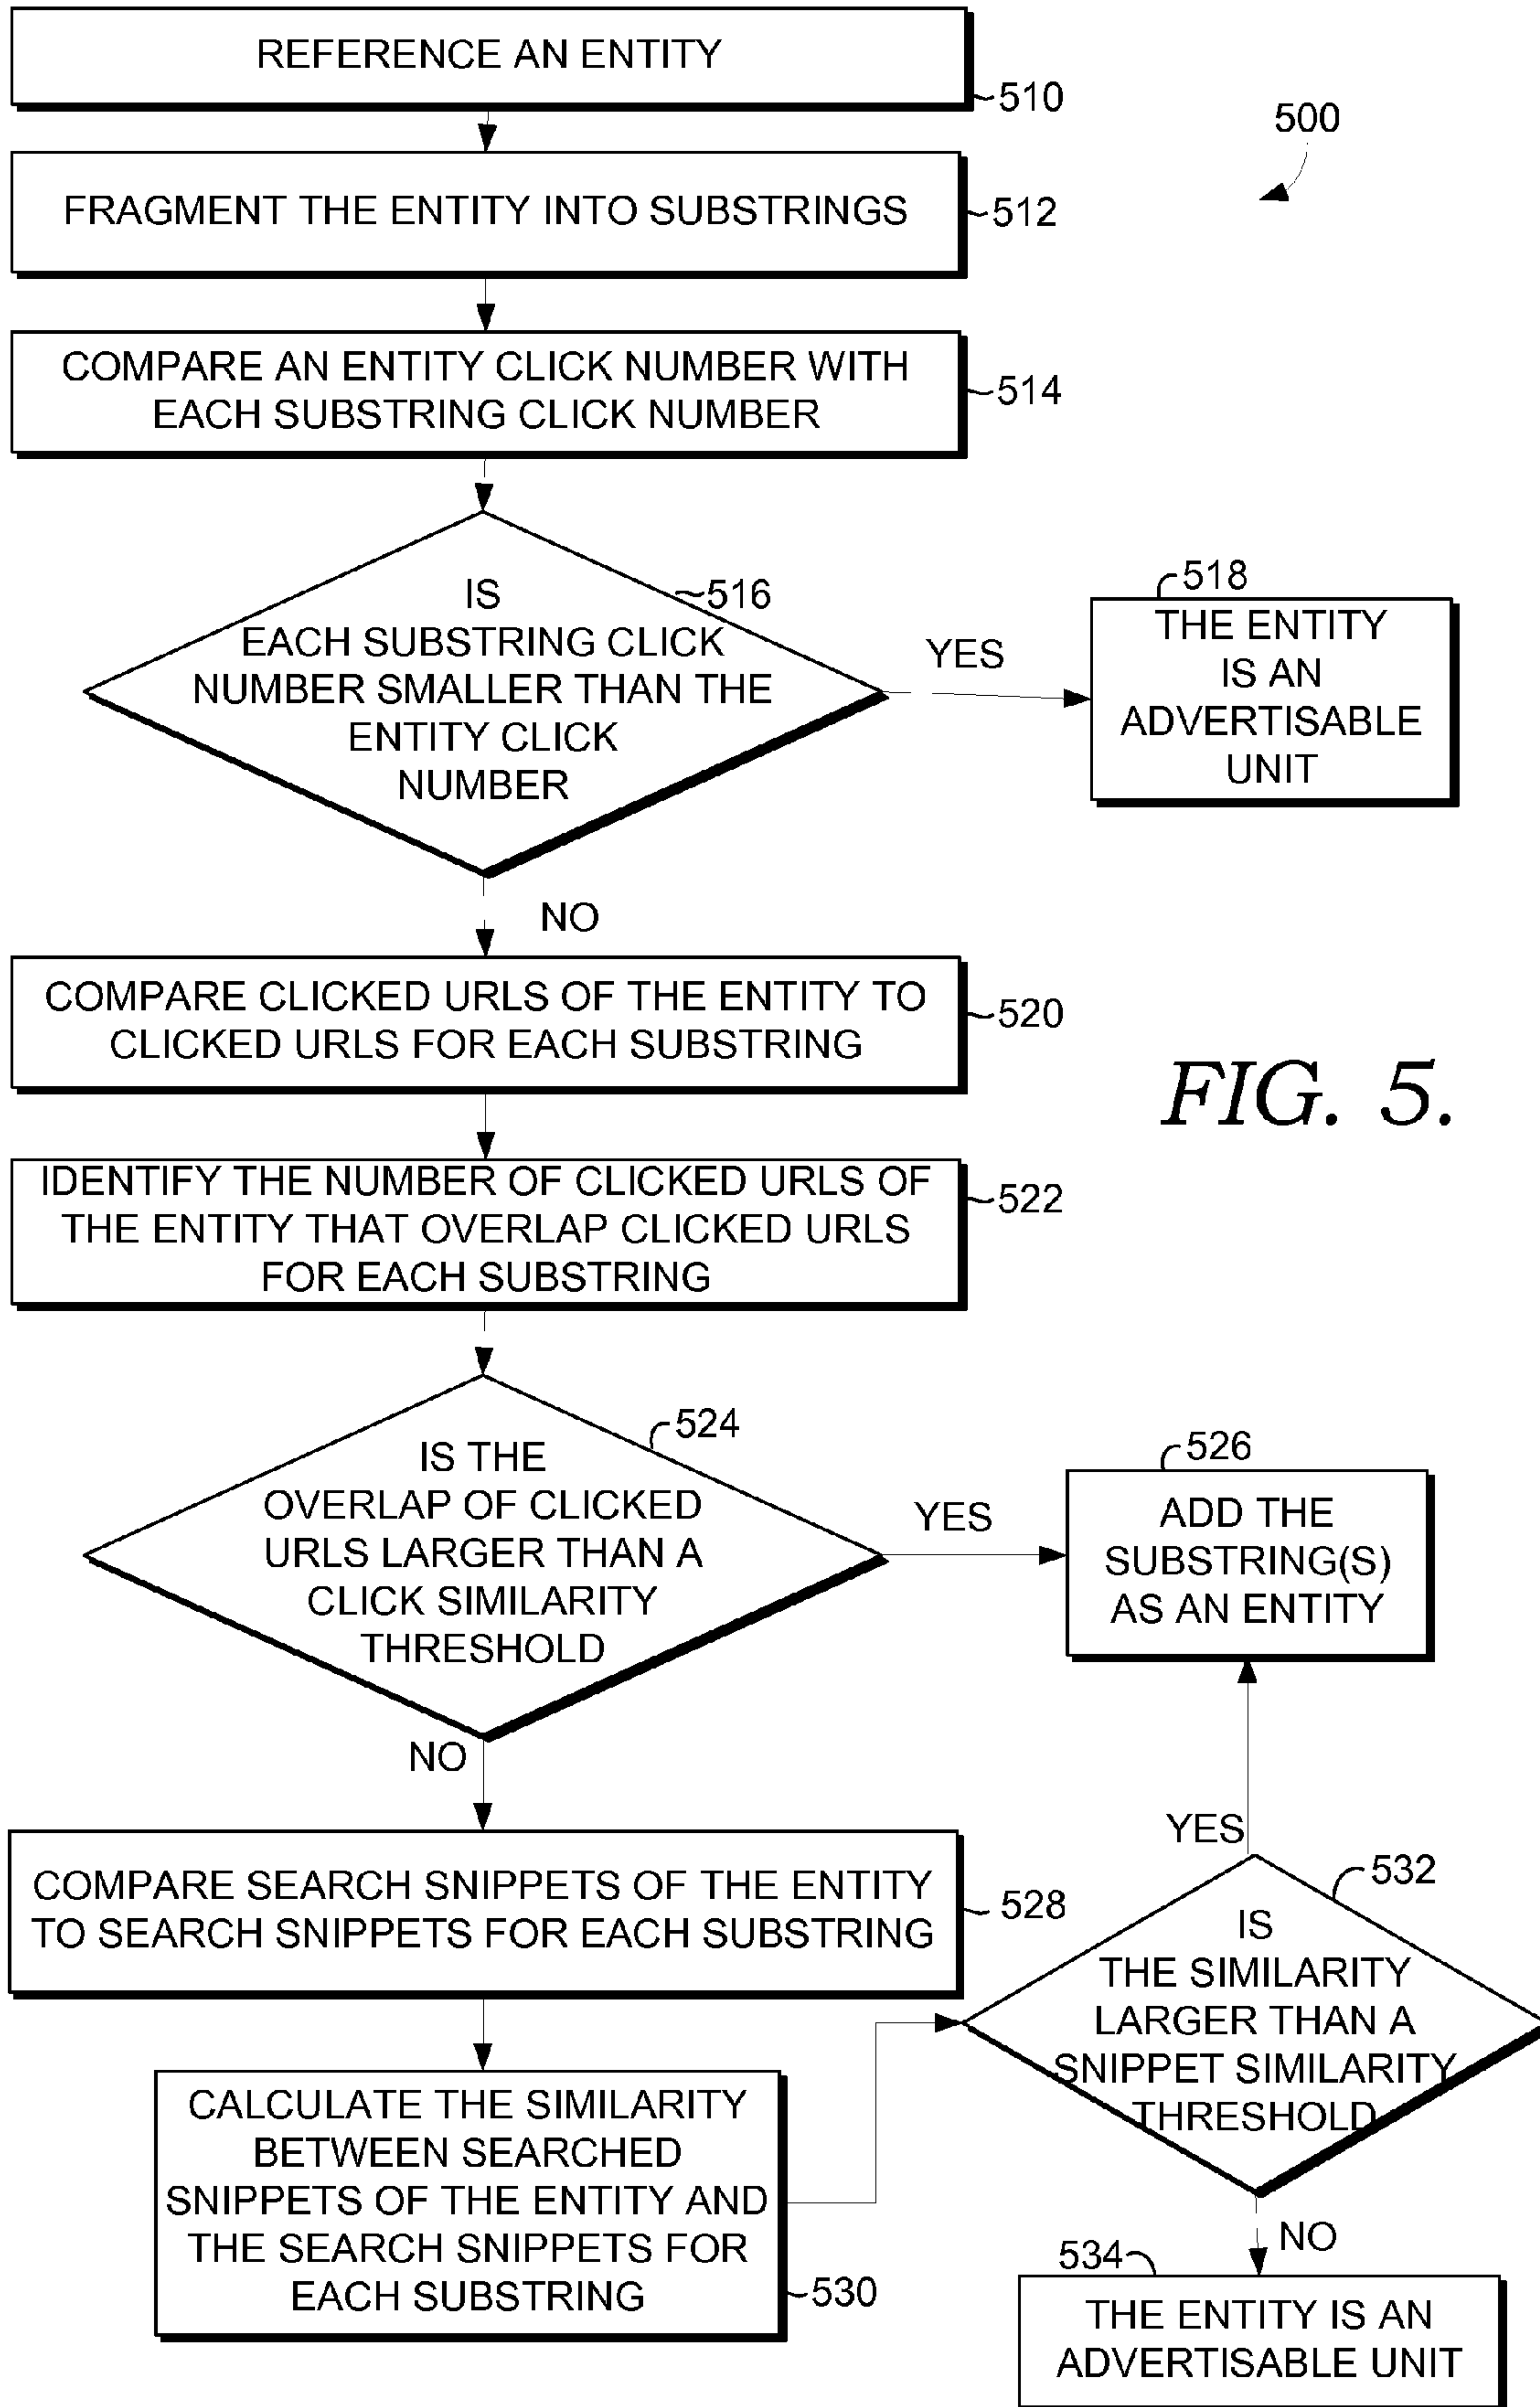 REFERENCE AN ENTITY
510
500
FRAGMENT THE ENTITY INTO SUBSTRINGS
512
COMPARE AN ENTITY CLICK NUMBER WITH
EACH SUBSTRING CLICK NUMBER
514
IS
EACH SUBSTRING CLICK
NUMBER SMALLER THAN THE
ENTITY CLICK
NUMBER
516
YES
518
THE ENTITY
IS AN
ADVERTISABLE
UNIT
NO
COMPARE CLICKED URLS OF THE ENTITY TO
CLICKED URLS FOR EACH SUBSTRING
520
FIG. 5.
IDENTIFY THE NUMBER OF CLICKED URLS OF
THE ENTITY THAT OVERLAP CLICKED URLS
FOR EACH SUBSTRING
522
IS THE
OVERLAP OF CLICKED
URLS LARGER THAN A
CLICK SIMILARITY
THRESHOLD
524
YES
526
ADD THE
SUBSTRING(S)
AS AN ENTITY
NO
COMPARE SEARCH SNIPPETS OF THE ENTITY
TO SEARCH SNIPPETS FOR EACH SUBSTRING
528
CALCULATE THE SIMILARITY
BETWEEN SEARCHED
SNIPPETS OF THE ENTITY AND
THE SEARCH SNIPPETS FOR
EACH SUBSTRING
530
YES
532
IS
THE SIMILARITY
LARGER THAN A
SNIPPET SIMILARITY
THRESHOLD
NO
534
THE ENTITY IS AN
ADVERTISABLE UNIT